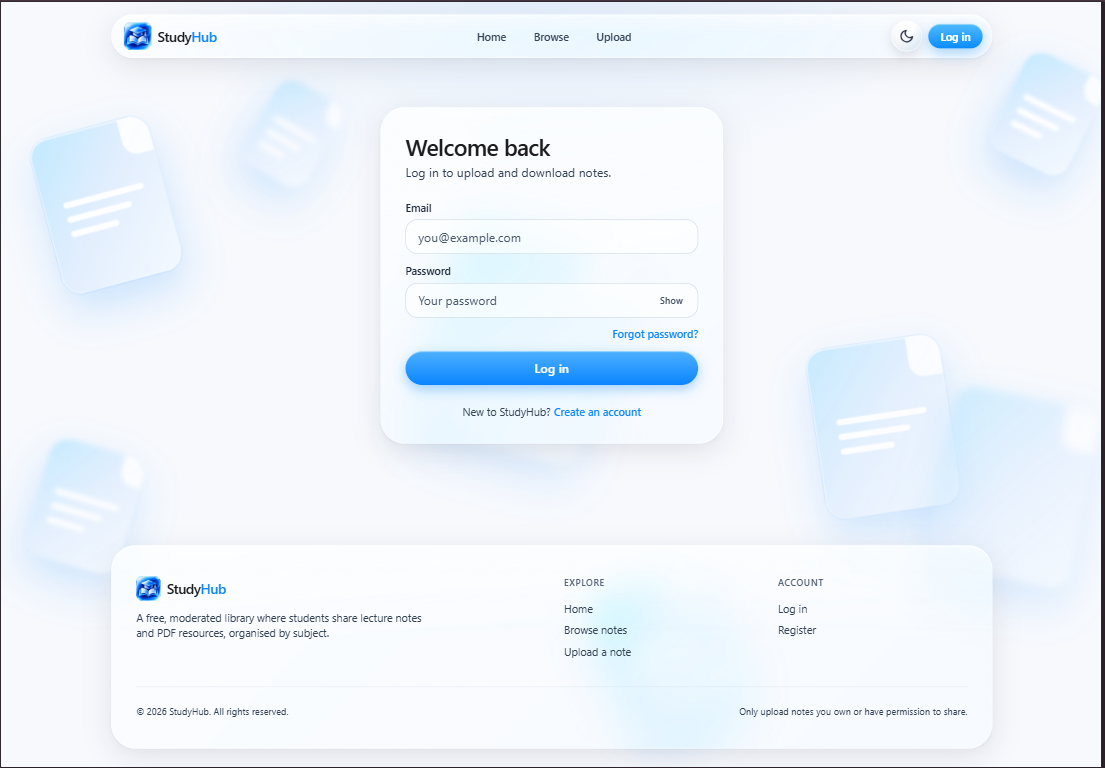 StudyHub
Home
Browse
Upload
Log in
Welcome back
Log in to upload and download notes.
Email
you@example.com
Password
Your password
Show
Forgot password?
Log in
New to StudyHub? Create an account
StudyHub
A free, moderated library where students share lecture notes
and PDF resources, organised by subject.
EXPLORE
Home
Browse notes
Upload a note
ACCOUNT
Log in
Register
© 2026 StudyHub. All rights reserved.
Only upload notes you own or have permission to share.